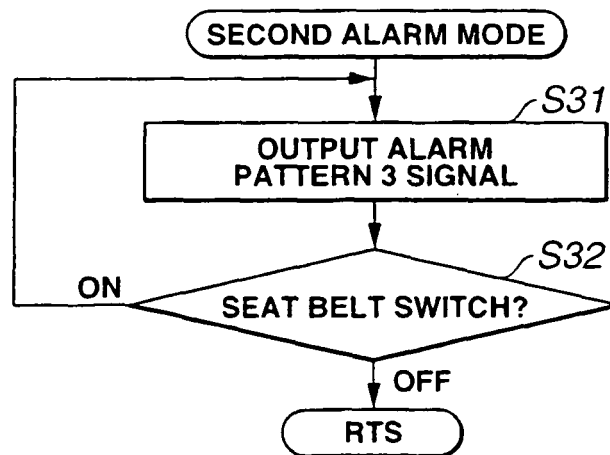 SECOND ALARM MODE
S31
OUTPUT ALARM
PATTERN 3 SIGNAL
S32
ON
SEAT BELT SWITCH?
OFF
RTS